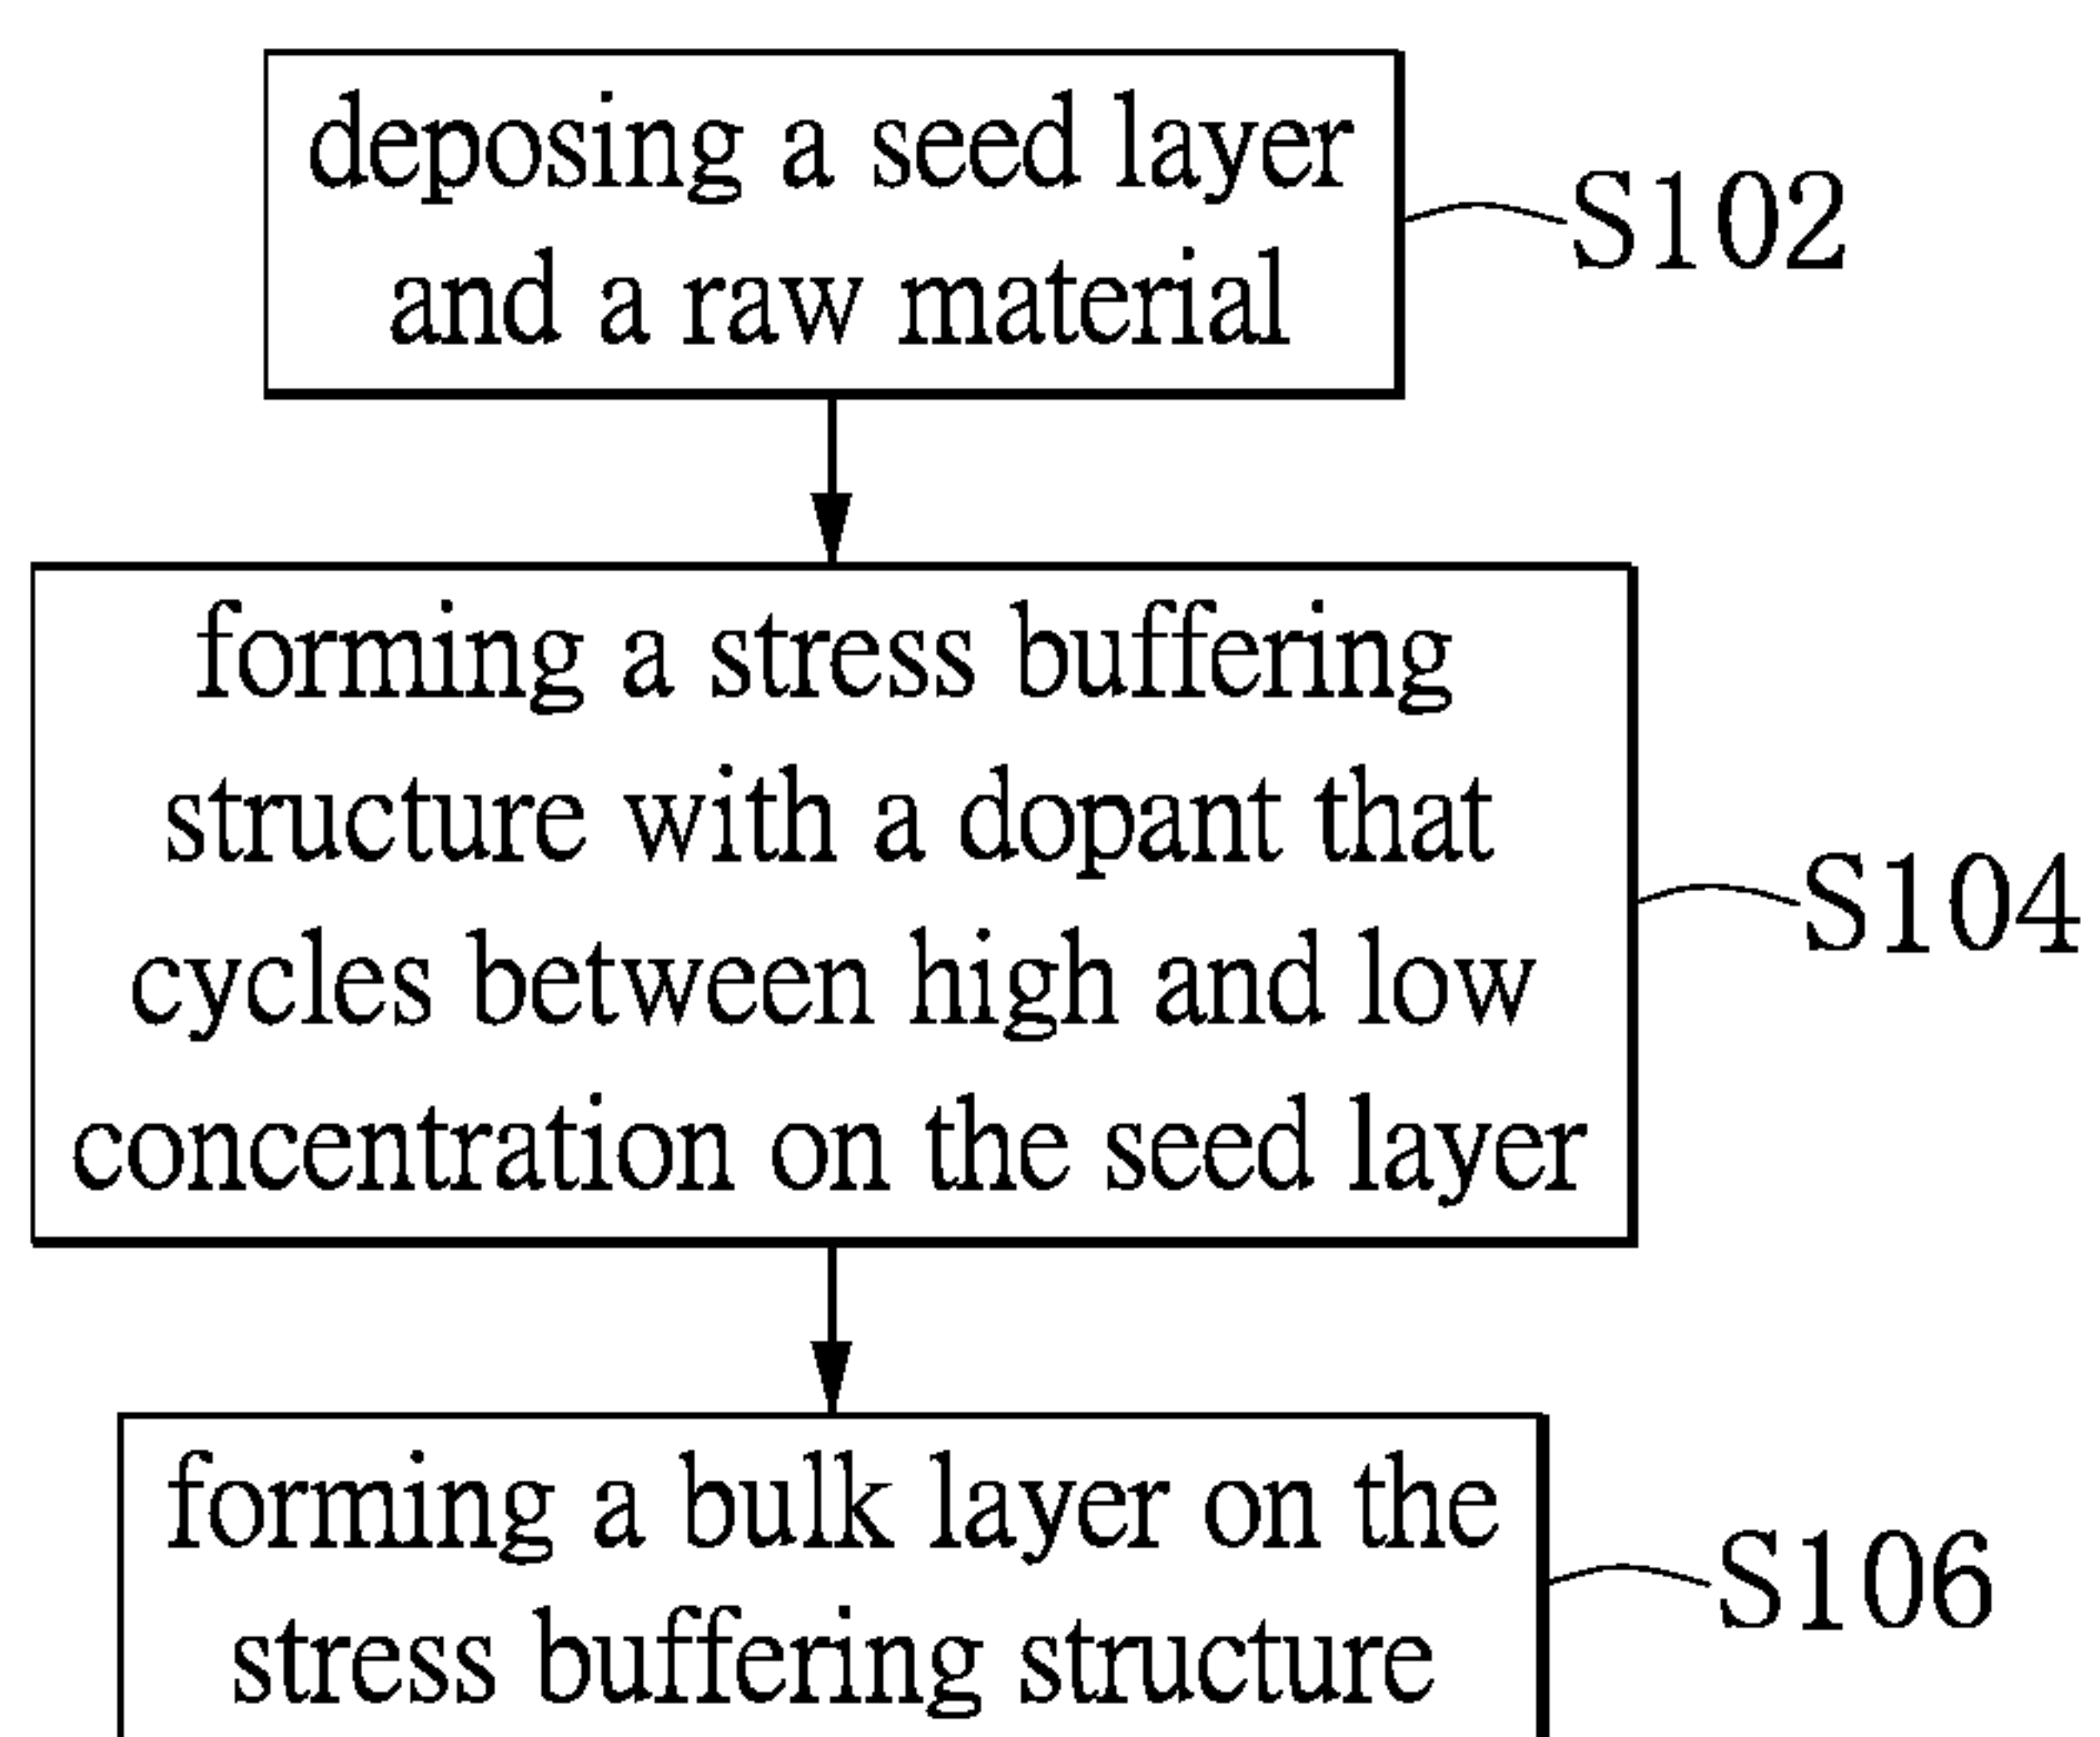 deposing a seed layer
and a raw material
S102
forming a stress buffering
structure with a dopant that
cycles between high and low
concentration on the seed layer
S104
forming a bulk layer on the
stress buffering structure
S106